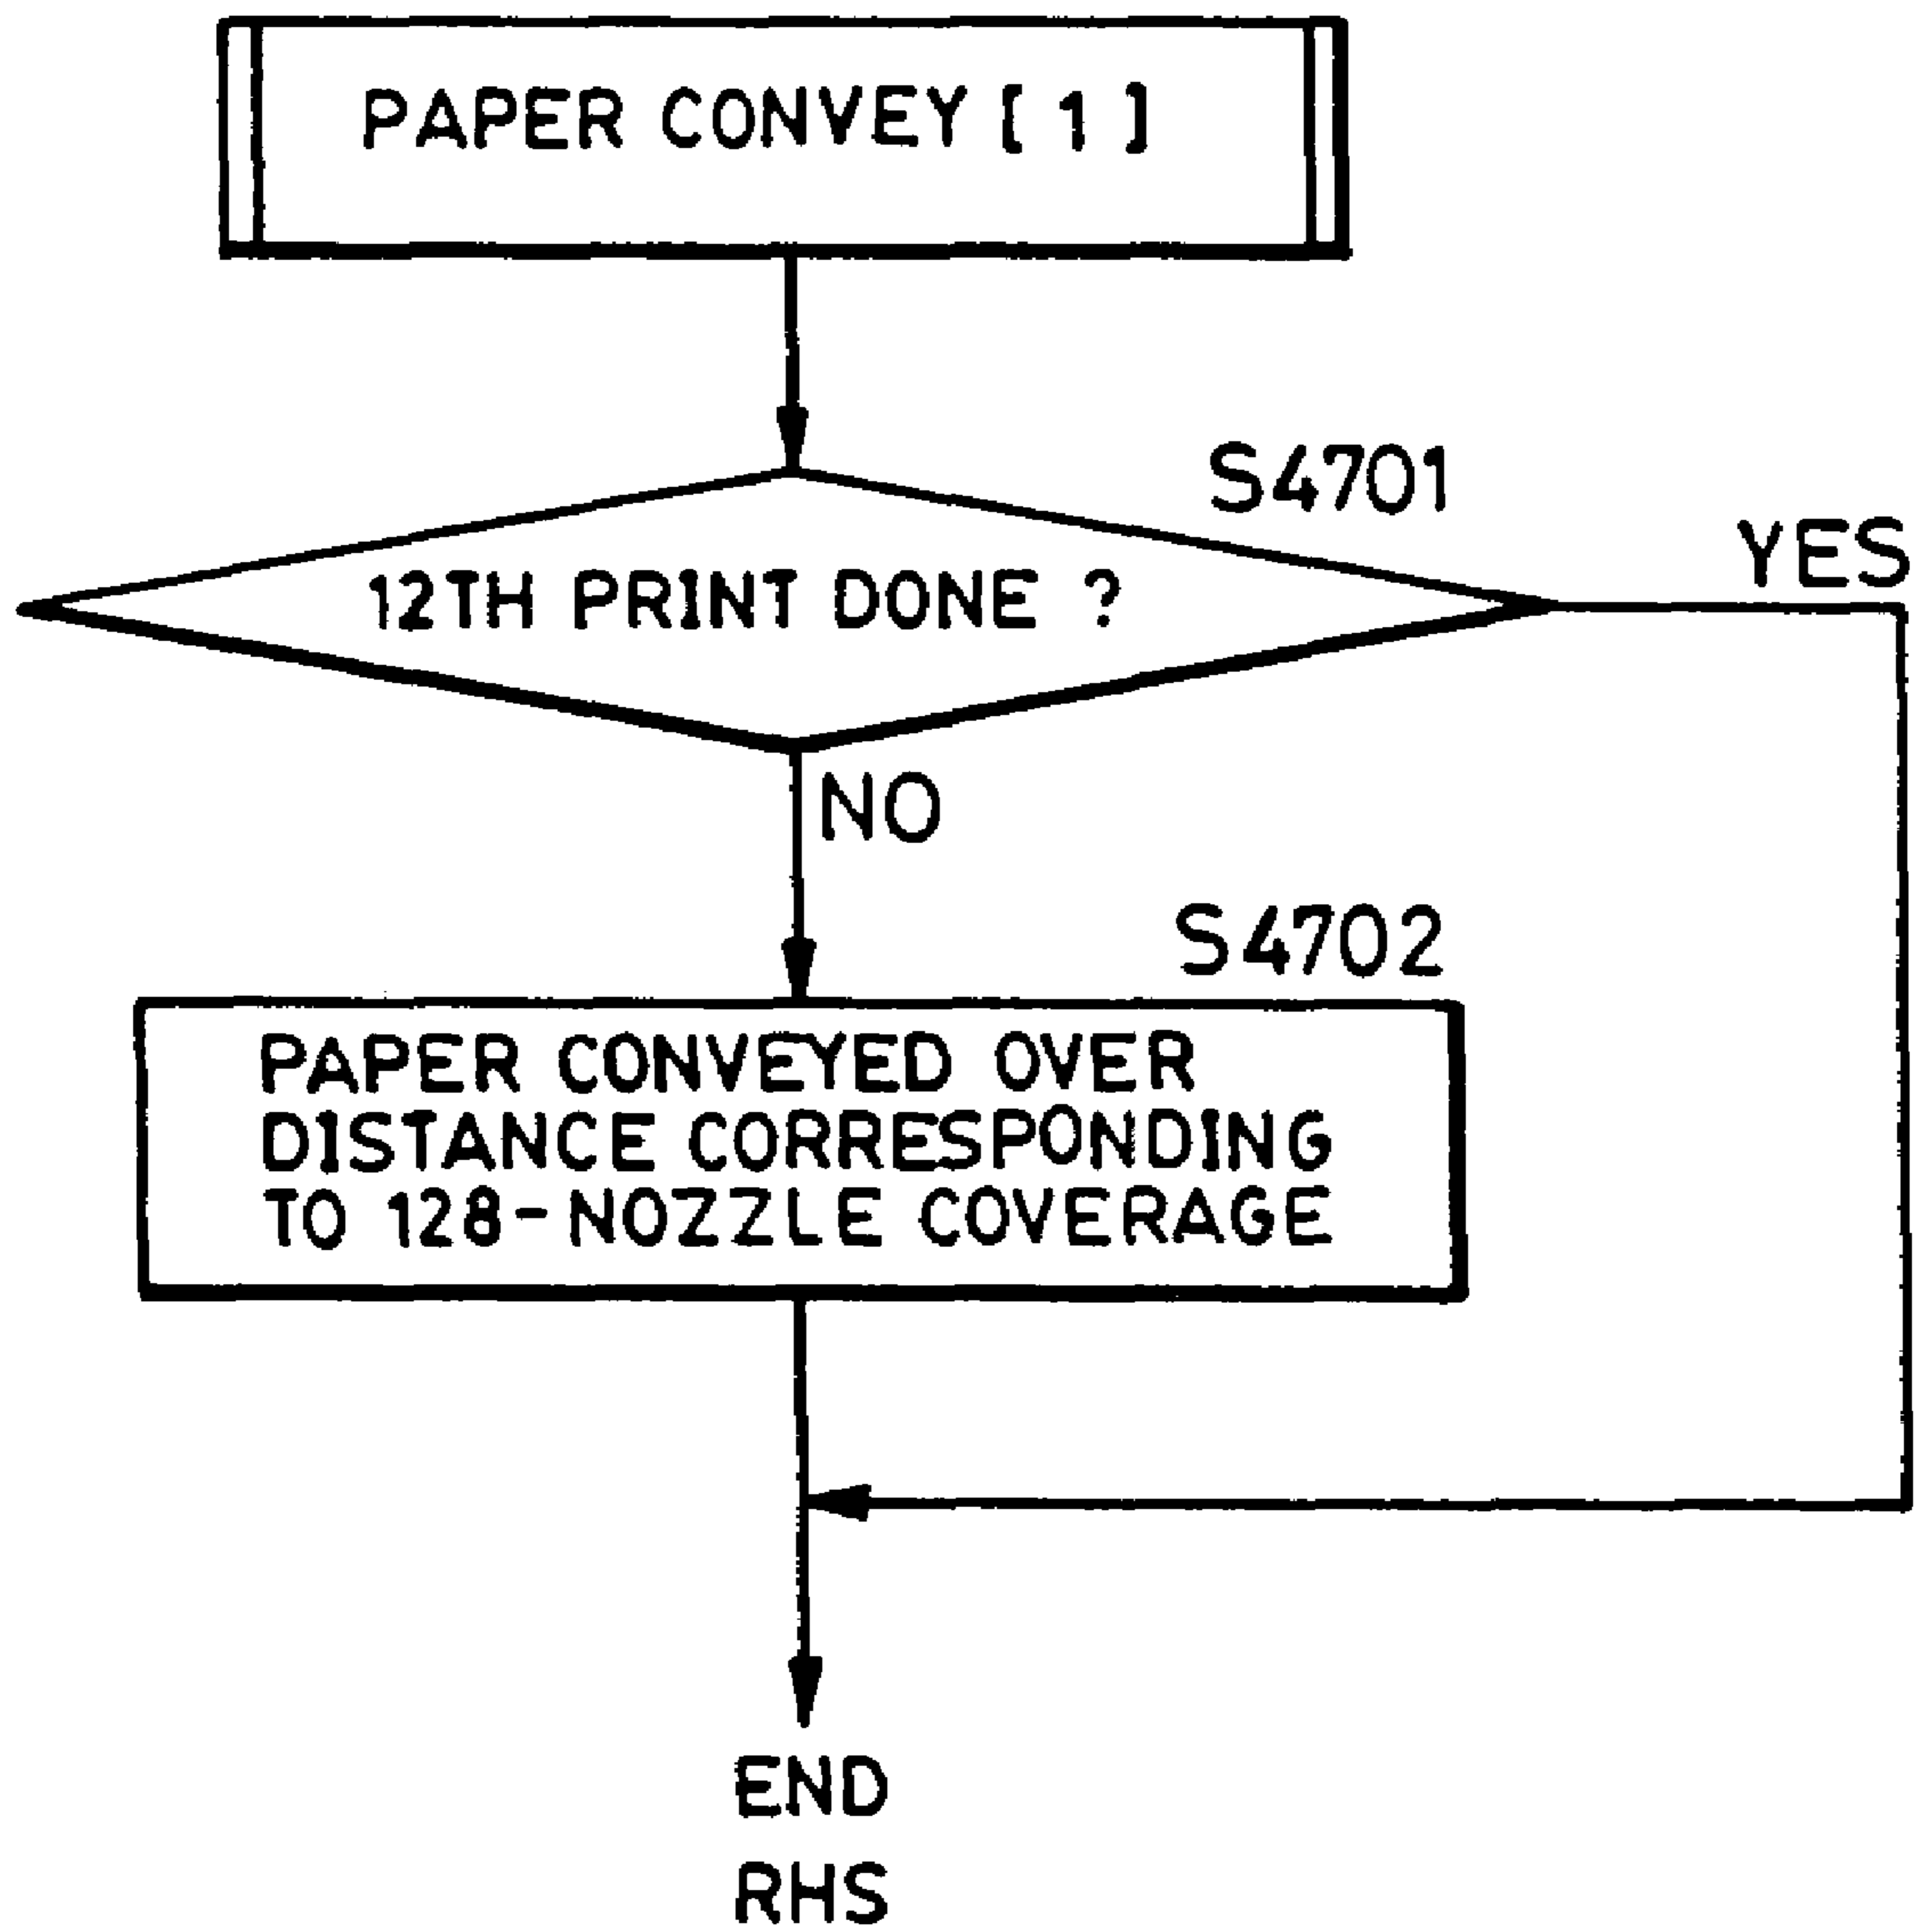 PAPER CONVEY [ 1 ]
S4701
YES
12TH PRINT DONE ?
NO
S4702
PAPER CONVEYED OVER
DISTANCE CORRESPONDING
TO 128-NOZZLE COVERAGE
END
RHS